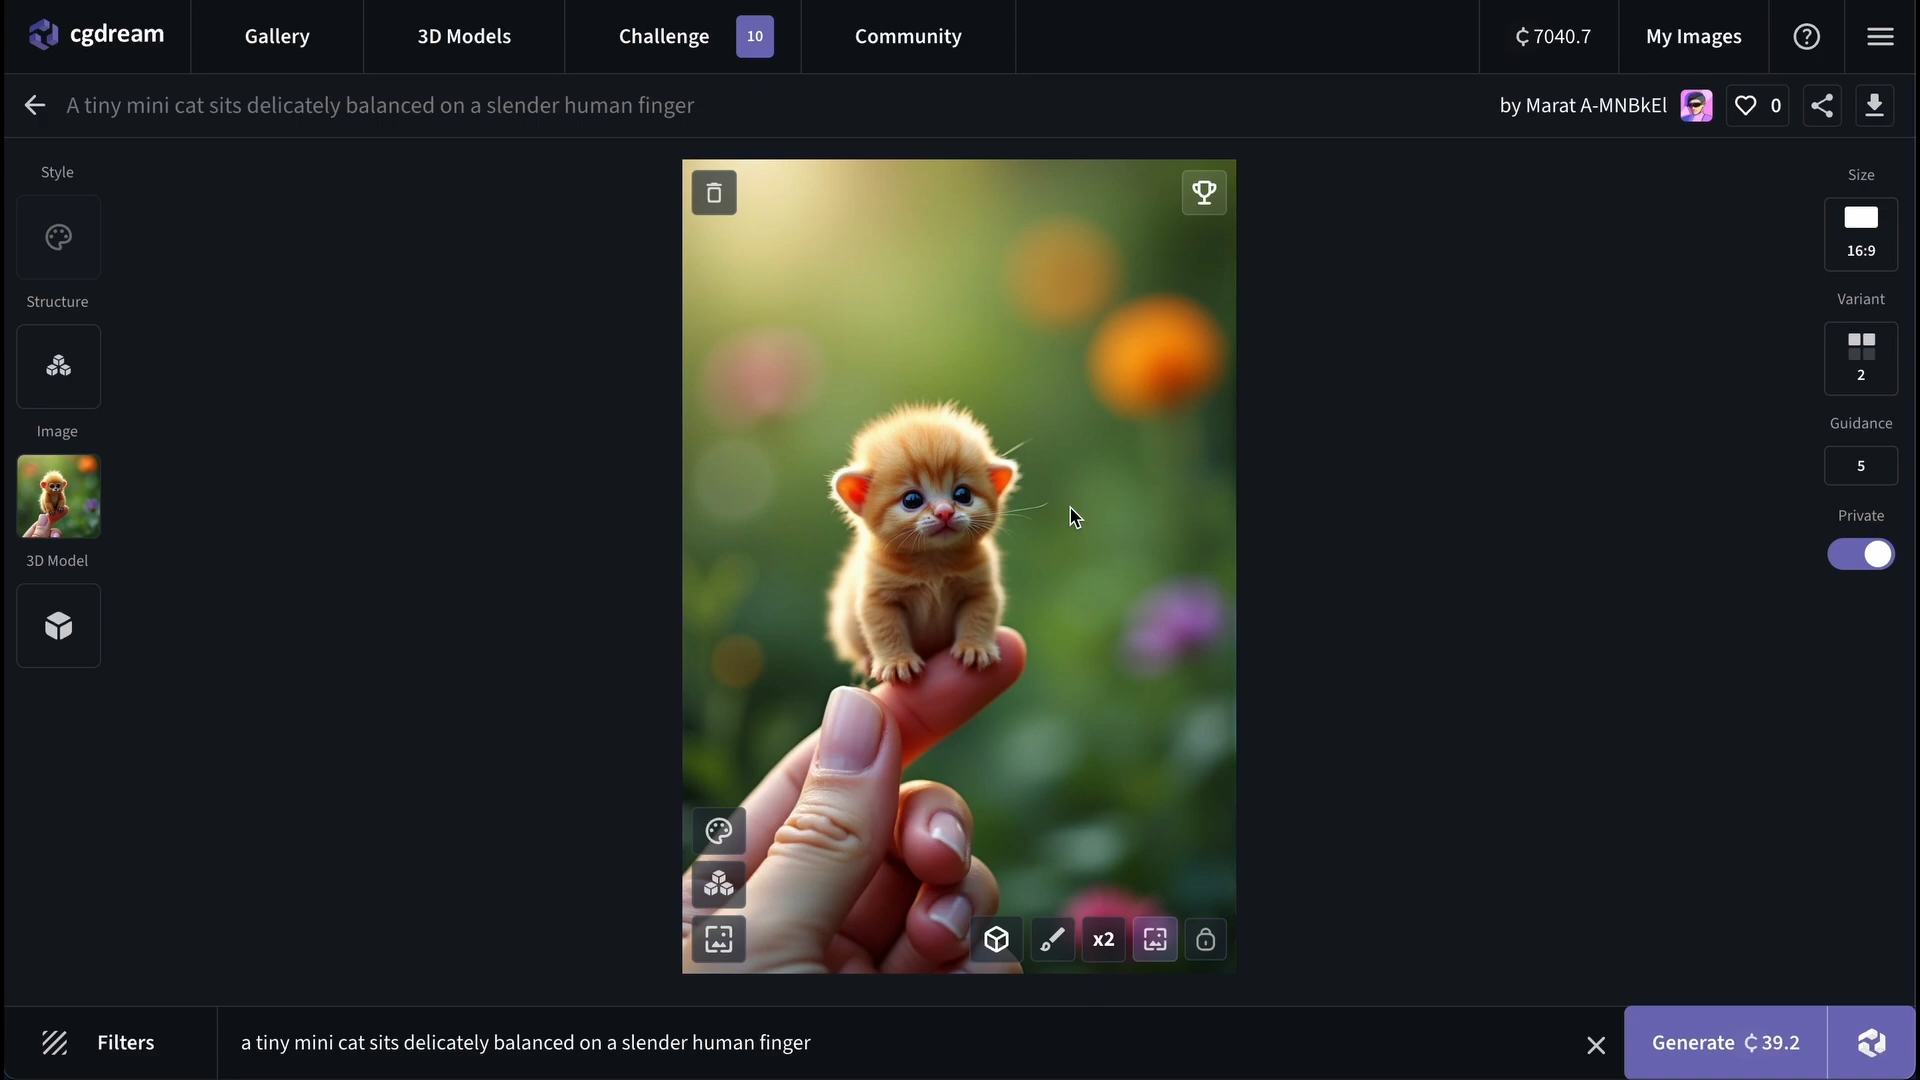 cgdream
Gallery
3D Models
Challenge
10
Community
₵ 7040.7
My Images
A tiny mini cat sits delicately balanced on a slender human finger
by Marat A-MNBkEl
0
Style
Structure
Image
3D Model
Size
16:9
Variant
2
Guidance
5
Private
x2
Filters
a tiny mini cat sits delicately balanced on a slender human finger
Generate ₵ 39.2